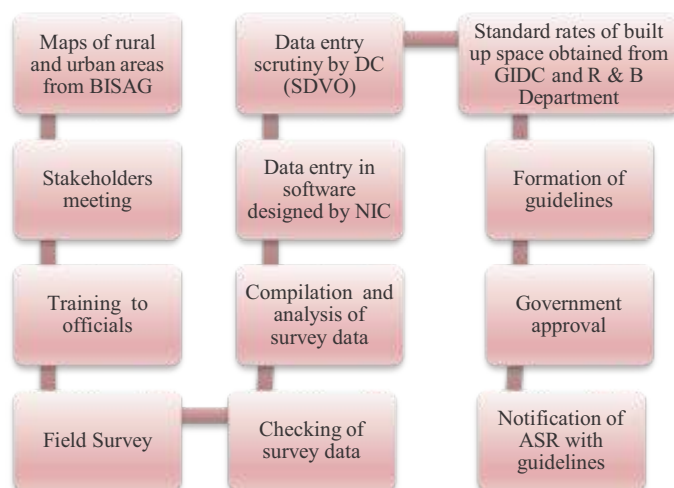 Maps of rural
and urban areas
from BISAG
Stakeholders
meeting
Training to
officials
Field Survey
Checking of
survey data
Compilation and
analysis of
survey data
Data entry in
software
designed by NIC
Data entry
scrutiny by DC
(SDVO)
Standard rates of built
up space obtained from
GIDC and R & B
Department
Formation of
guidelines
Government
approval
Notification of
ASR with
guidelines